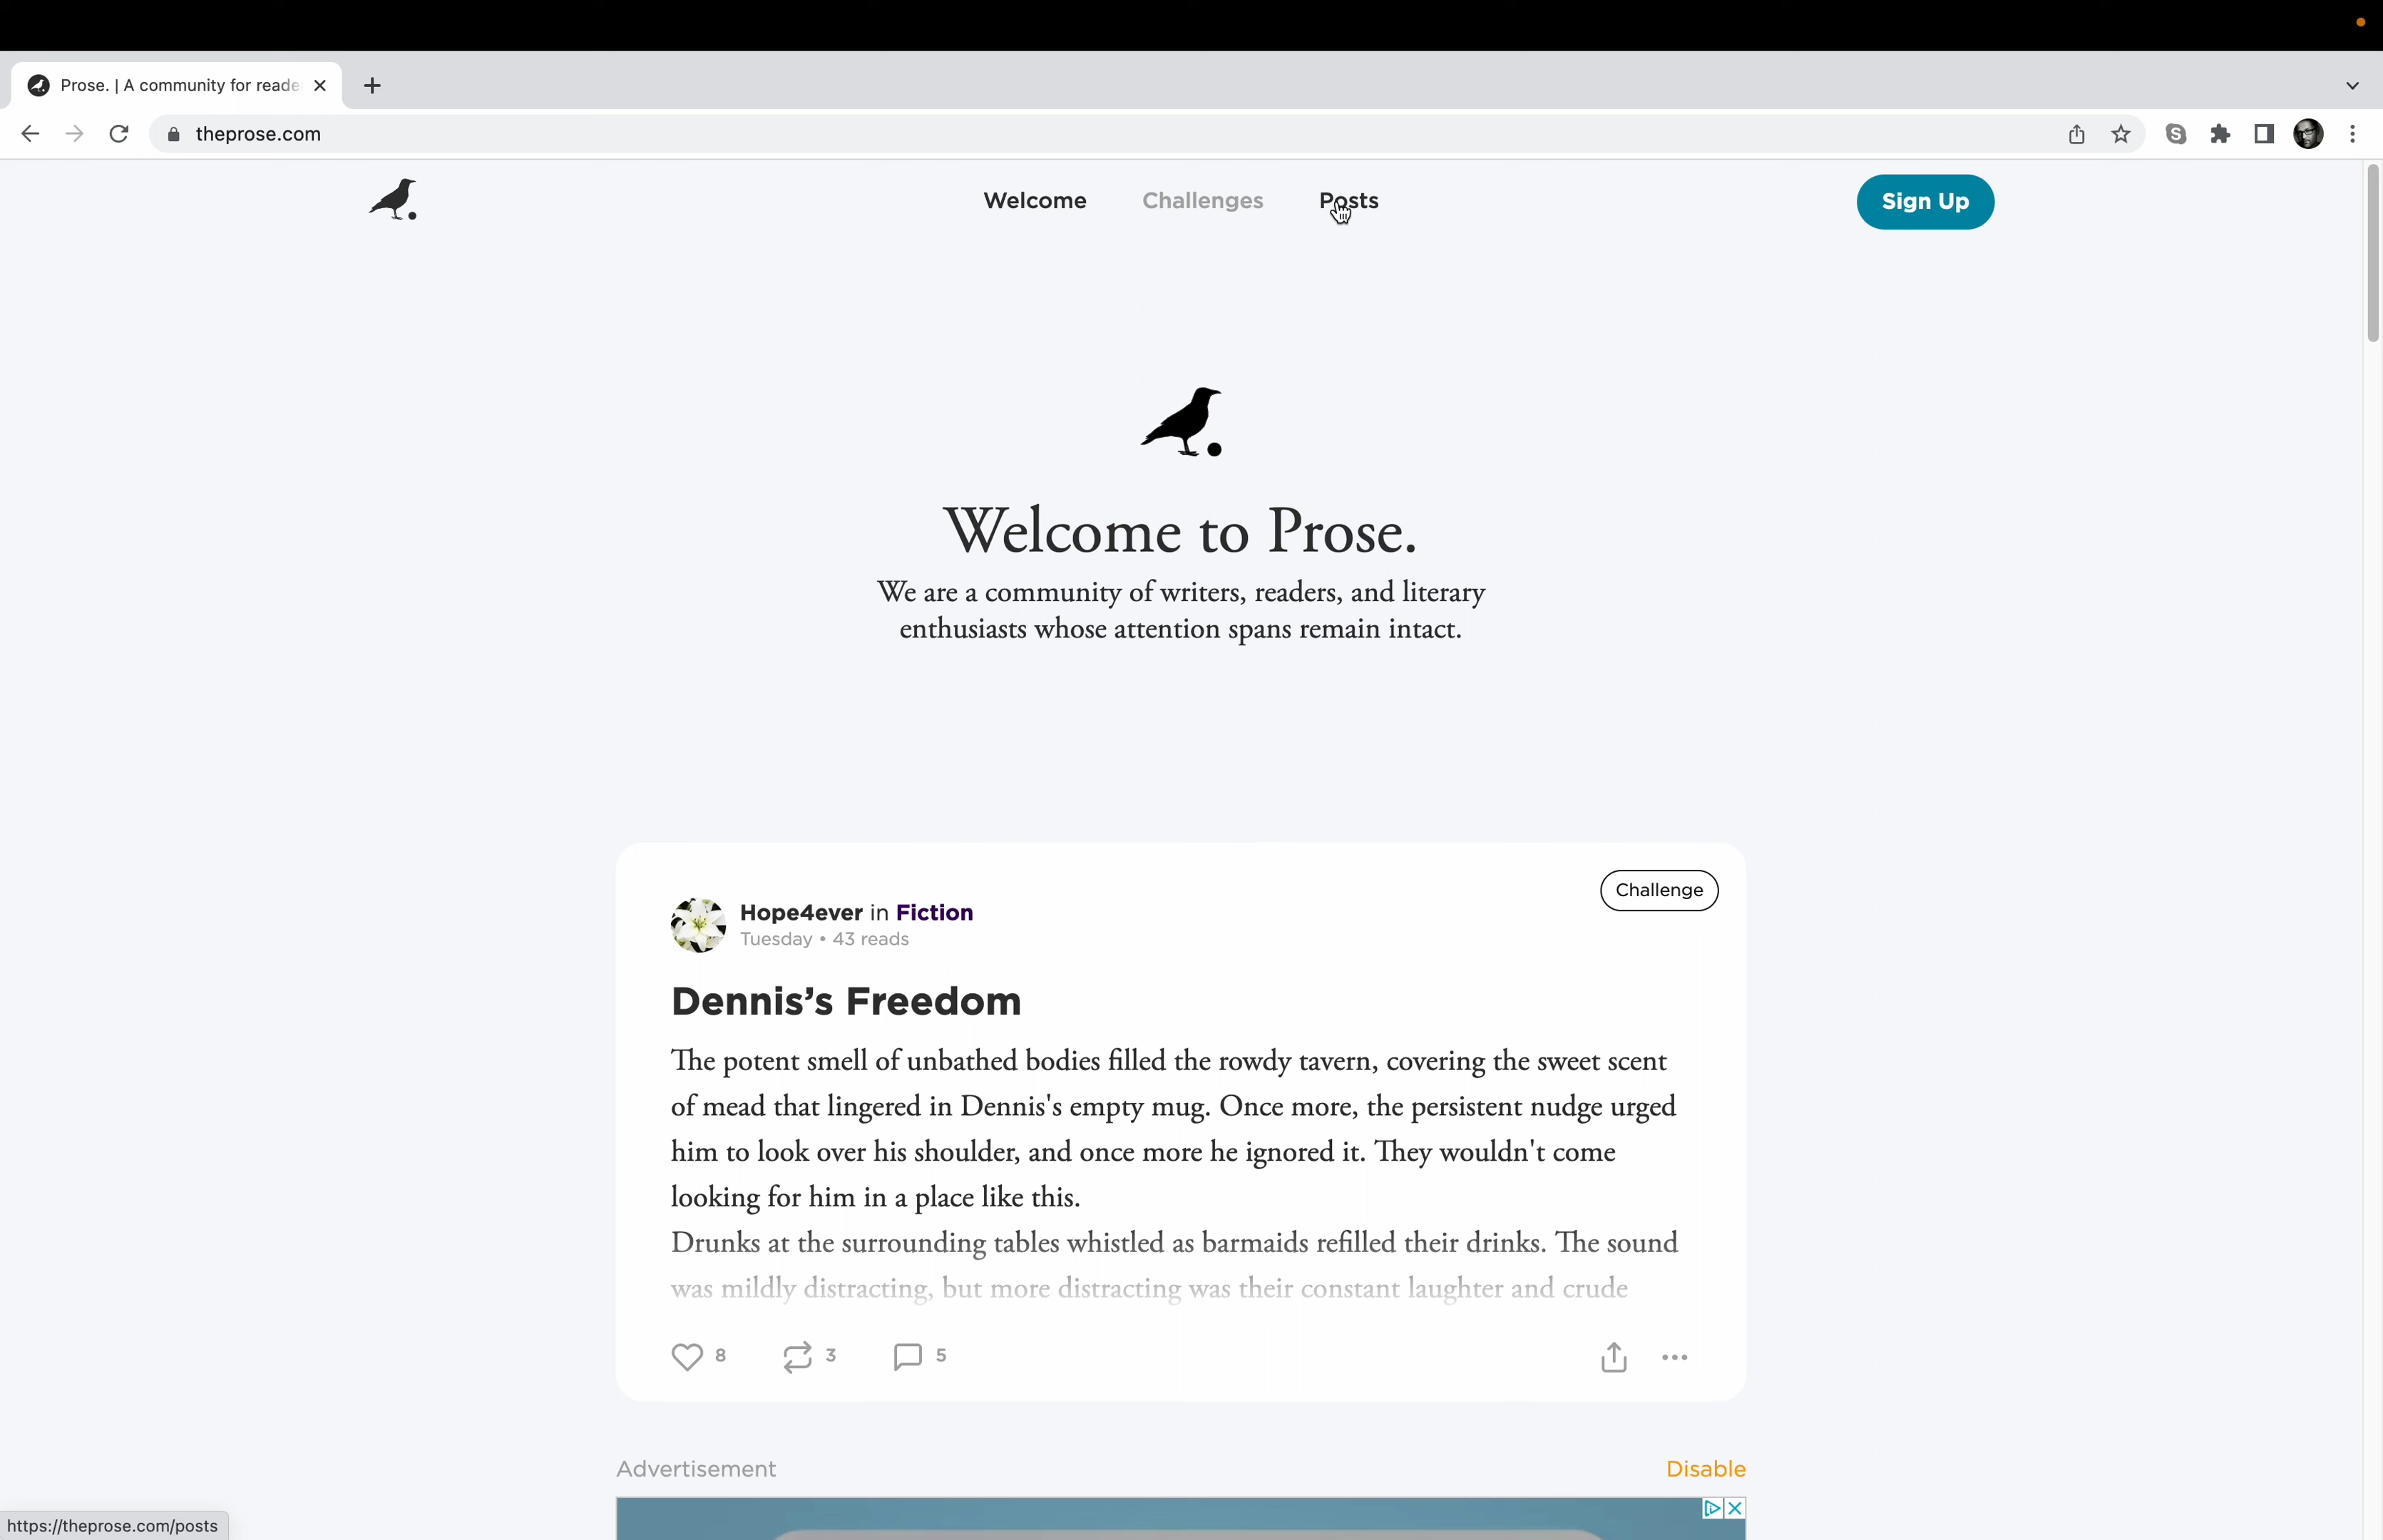 Prose. | A community for reade
theprose.com
Welcome
Challenges
Posts
Sign Up
Welcome to Prose.
We are a community of writers, readers, and literary
enthusiasts whose attention spans remain intact.
Challenge
Hope4ever in Fiction
Tuesday • 43 reads
Dennis’s Freedom
The potent smell of unbathed bodies filled the rowdy tavern, covering the sweet scent
of mead that lingered in Dennis's empty mug. Once more, the persistent nudge urged
him to look over his shoulder, and once more he ignored it. They wouldn't come
looking for him in a place like this.
Drunks at the surrounding tables whistled as barmaids refilled their drinks. The sound
was mildly distracting, but more distracting was their constant laughter and crude
8
3
5
Advertisement
Disable
https://theprose.com/posts